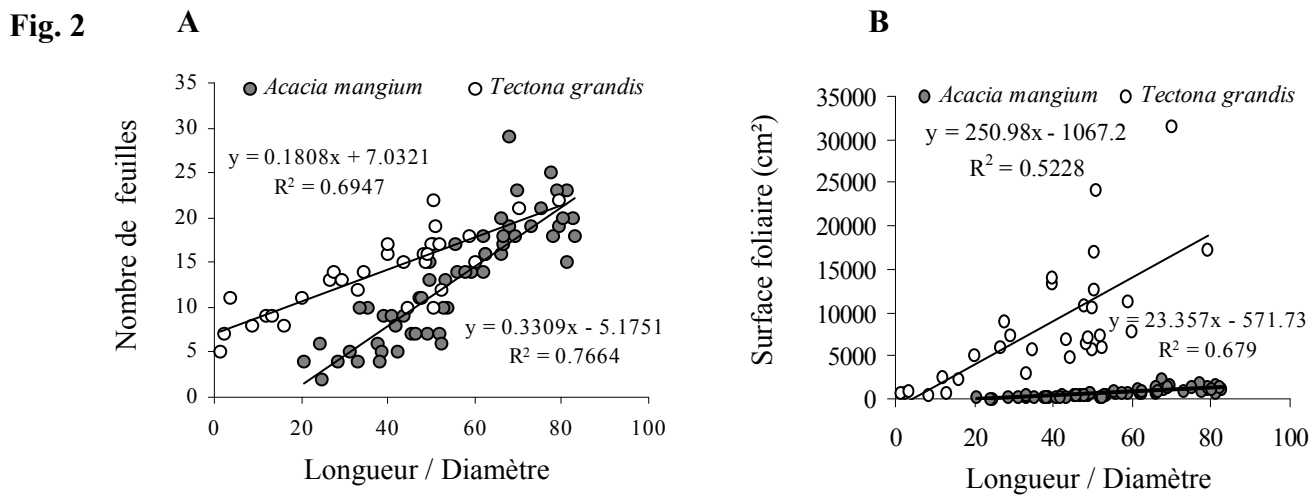 Fig. 2
A
Acacia mangium Tectona grandis
35
30
25
20
15
10
5
0
Nombre de feuilles
y = 0.1808x + 7.0321
R² = 0.6947
y = 0.3309x - 5.1751
R² = 0.7664
0 20 40 60 80 100
Longueur / Diamètre
B
Acacia mangium Tectona grandis
35000
30000
25000
20000
15000
10000
5000
0
Surface foliaire (cm²)
y = 250.98x - 1067.2
R² = 0.5228
y = 23.357x - 571.73
R² = 0.679
0 20 40 60 80 100
Longueur / Diamètre